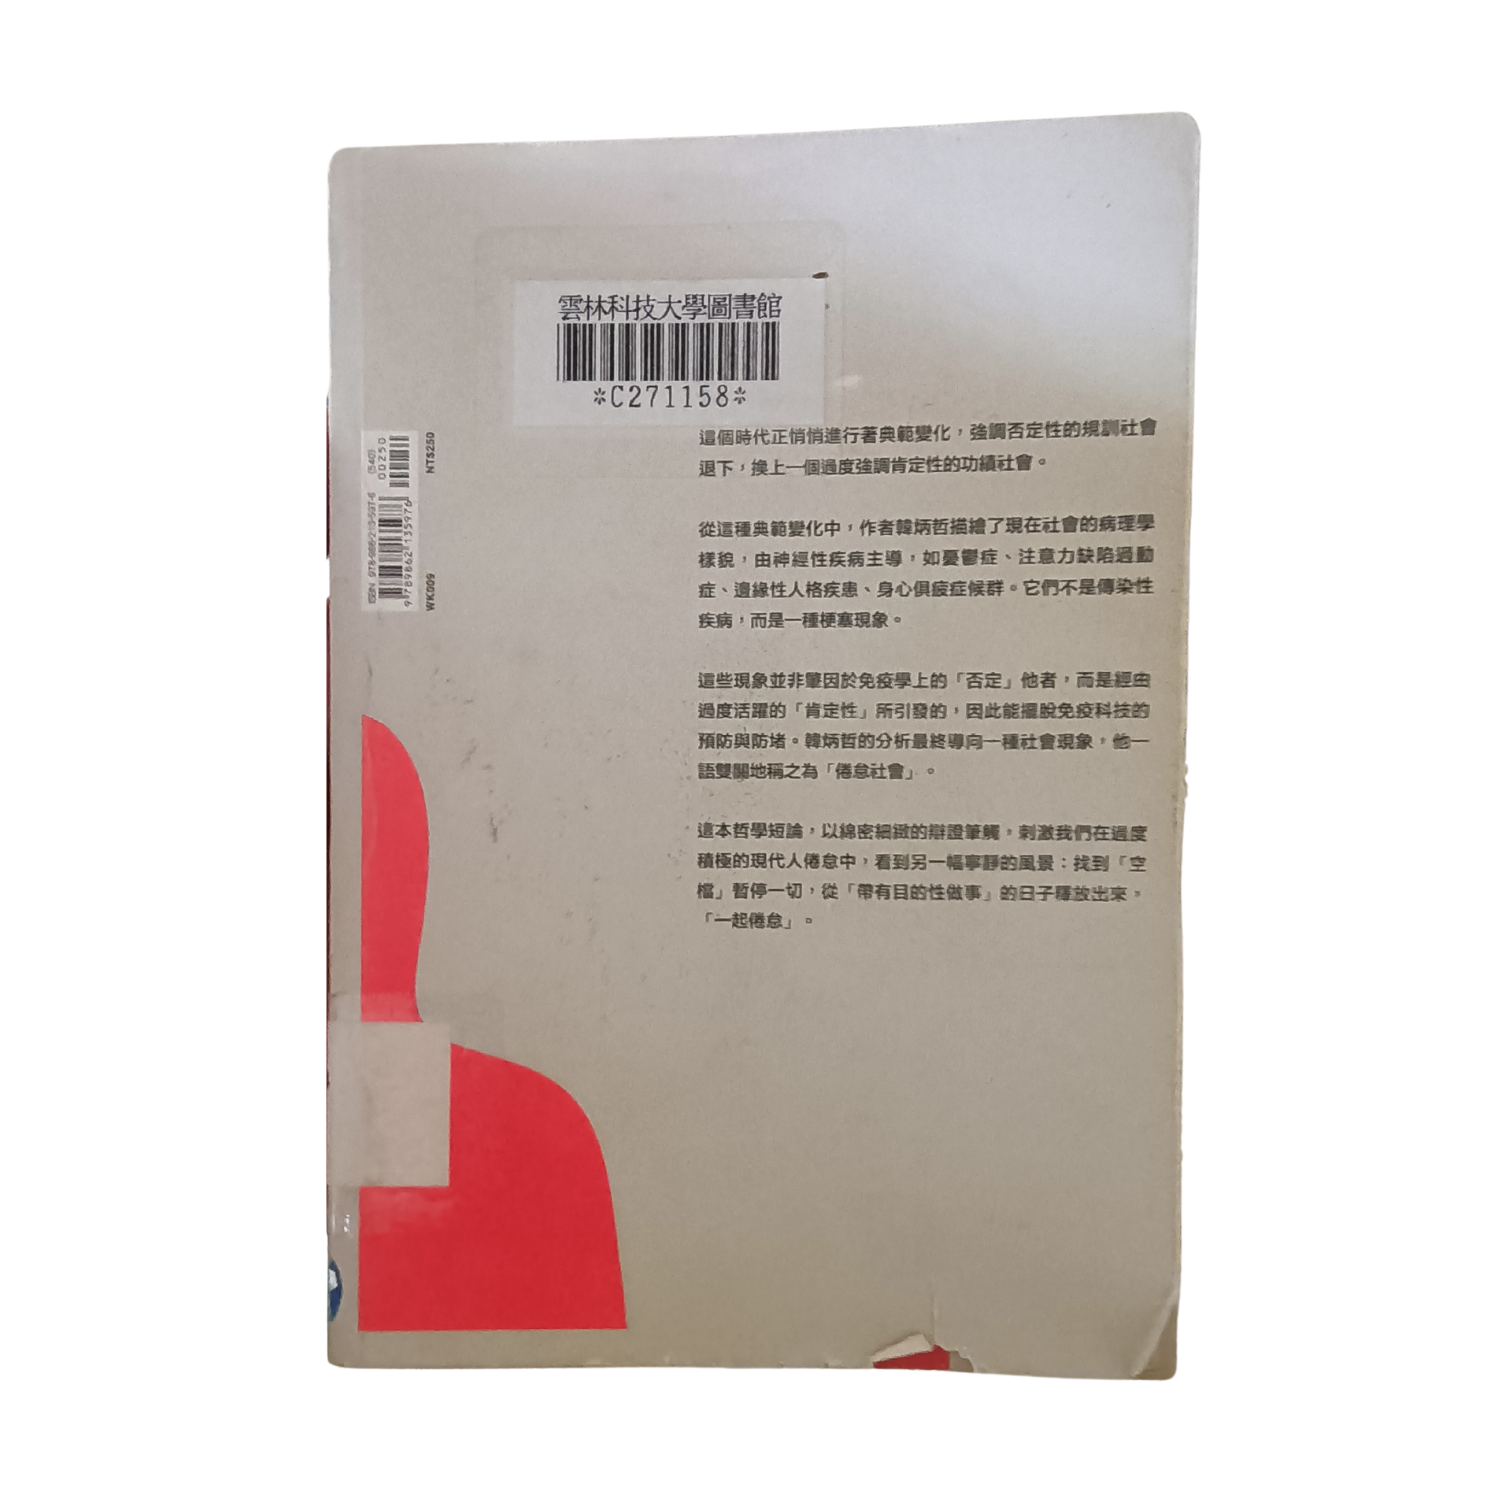 雲林科技大學圖書館
*C271158*
ISBN 978-986-213-597-6 (540)
00250
9 789862 135976
WK009 NT$250
這個時代正悄悄進行著典範變化，強調否定性的規訓社會
退下，換上一個過度強調肯定性的功績社會。
從這種典範變化中，作者韓炳哲描繪了現在社會的病理學
樣貌，由神經性疾病主導，如憂鬱症、注意力缺陷過動
症、邊緣性人格疾患、身心俱疲症候群。它們不是傳染性
疾病，而是一種梗塞現象。
這些現象並非肇因於免疫學上的「否定」他者，而是經由
過度活躍的「肯定性」所引發的，因此能擺脫免疫科技的
預防與防堵。韓炳哲的分析最終導向一種社會現象，他一
語雙關地稱之為「倦怠社會」。
這本哲學短論，以綿密細緻的辯證筆觸，刺激我們在過度
積極的現代人倦怠中，看到另一幅寧靜的風景：找到「空
檔」暫停一切，從「帶有目的性做事」的日子釋放出來，
「一起倦怠」。